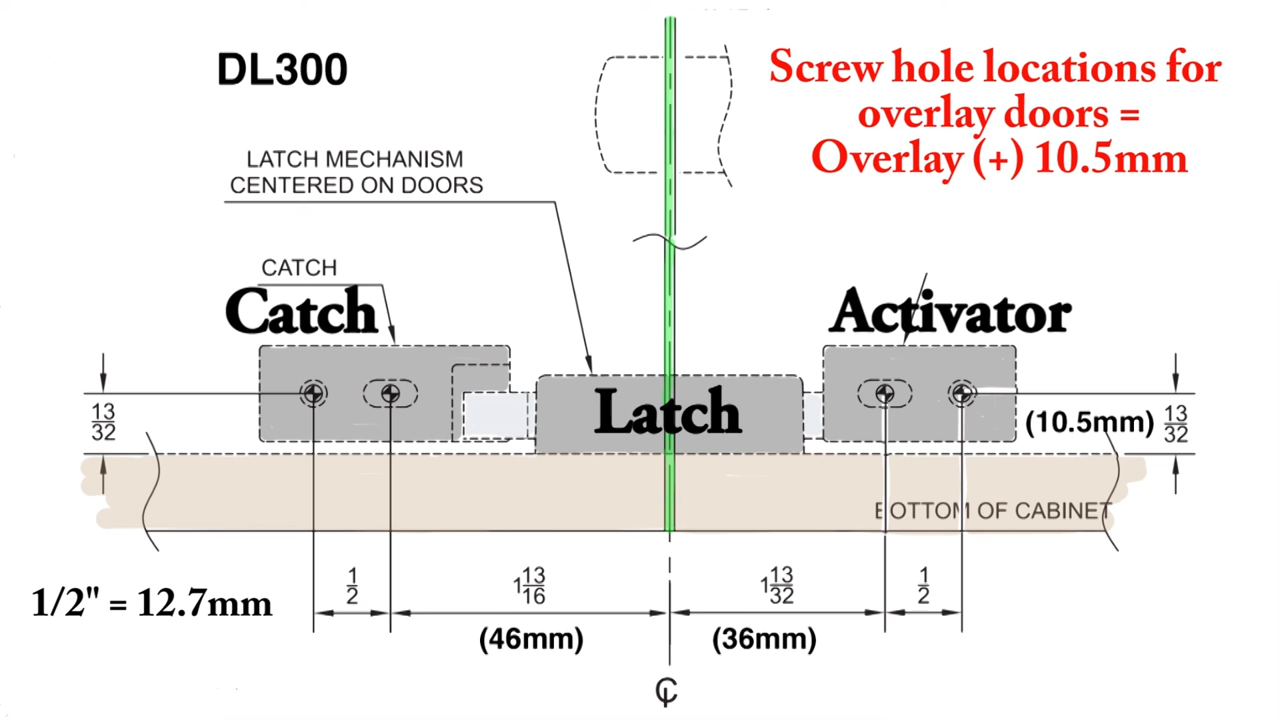 DL300
Screw hole locations for
overlay doors =
Overlay (+) 10.5mm
LATCH MECHANISM
CENTERED ON DOORS
CATCH
Catch
Activator
Latch
13/32
(10.5mm) 13/32
BOTTOM OF CABINET
1/2" = 12.7mm
1/2
1 13/16
1 13/32
1/2
(46mm)
(36mm)
℄